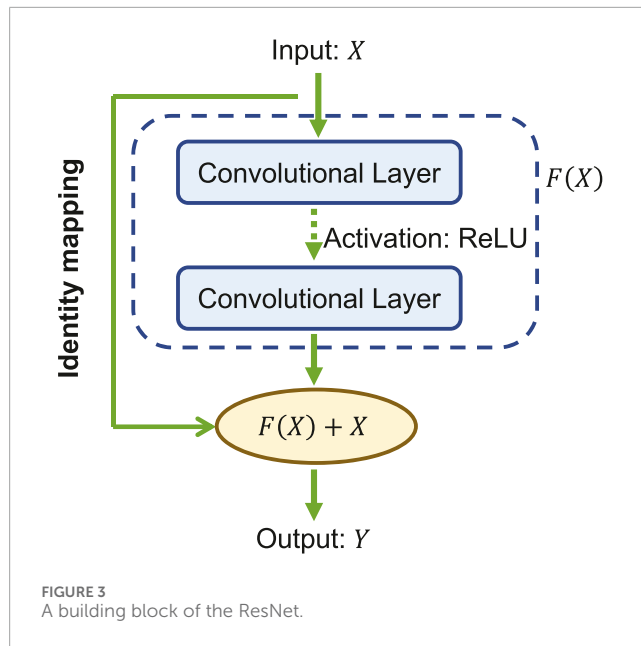 Input: X
Convolutional Layer
F(X)
Identity mapping
Activation: ReLU
Convolutional Layer
F(X) + X
Output: Y
FIGURE 3
A building block of the ResNet.